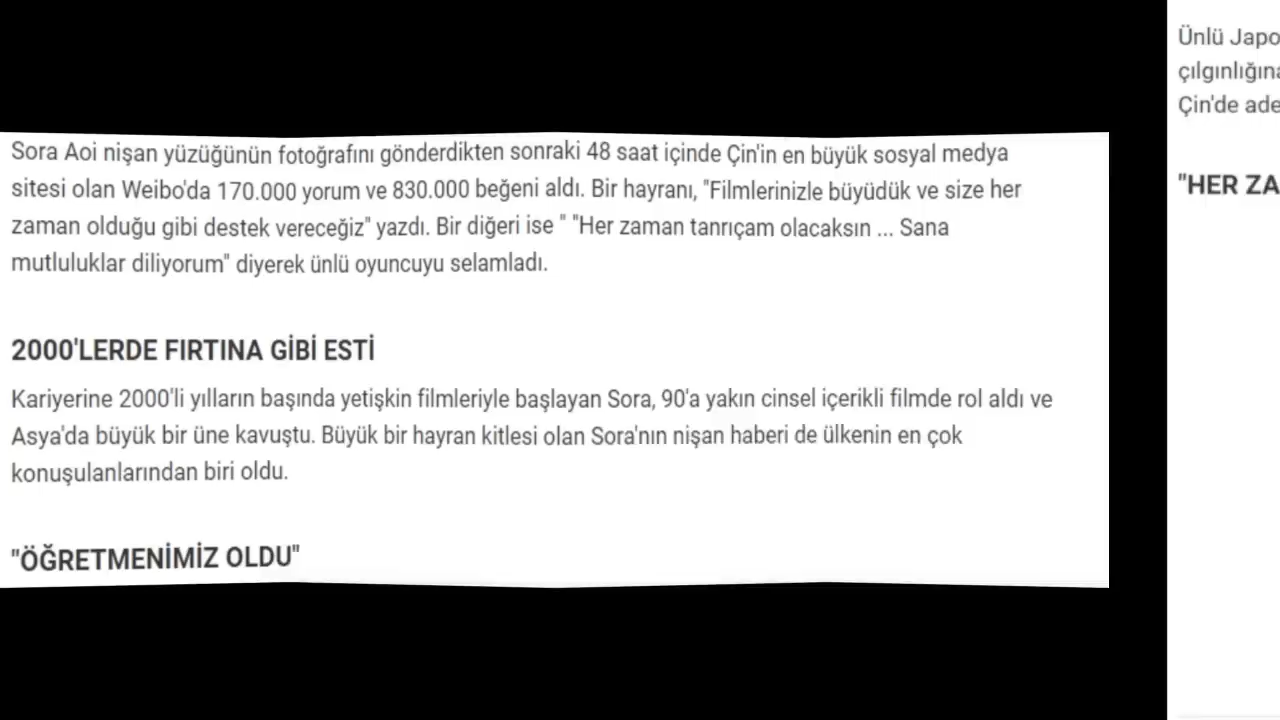 Sora Aoi nişan yüzüğünün fotoğrafını gönderdikten sonraki 48 saat içinde Çin'in en büyük sosyal medya
sitesi olan Weibo'da 170.000 yorum ve 830.000 beğeni aldı. Bir hayranı, "Filmlerinizle büyüdük ve size her
zaman olduğu gibi destek vereceğiz" yazdı. Bir diğeri ise " "Her zaman tanrıçam olacaksın ... Sana
mutluluklar diliyorum" diyerek ünlü oyuncuyu selamladı.
2000'LERDE FIRTINA GİBİ ESTİ
Kariyerine 2000'li yılların başında yetişkin filmleriyle başlayan Sora, 90'a yakın cinsel içerikli filmde rol aldı ve
Asya'da büyük bir üne kavuştu. Büyük bir hayran kitlesi olan Sora'nın nişan haberi de ülkenin en çok
konuşulanlarından biri oldu.
"ÖĞRETMENİMİZ OLDU"
Ünlü Japo
çılgınlığına
Çin'de ade
"HER ZA